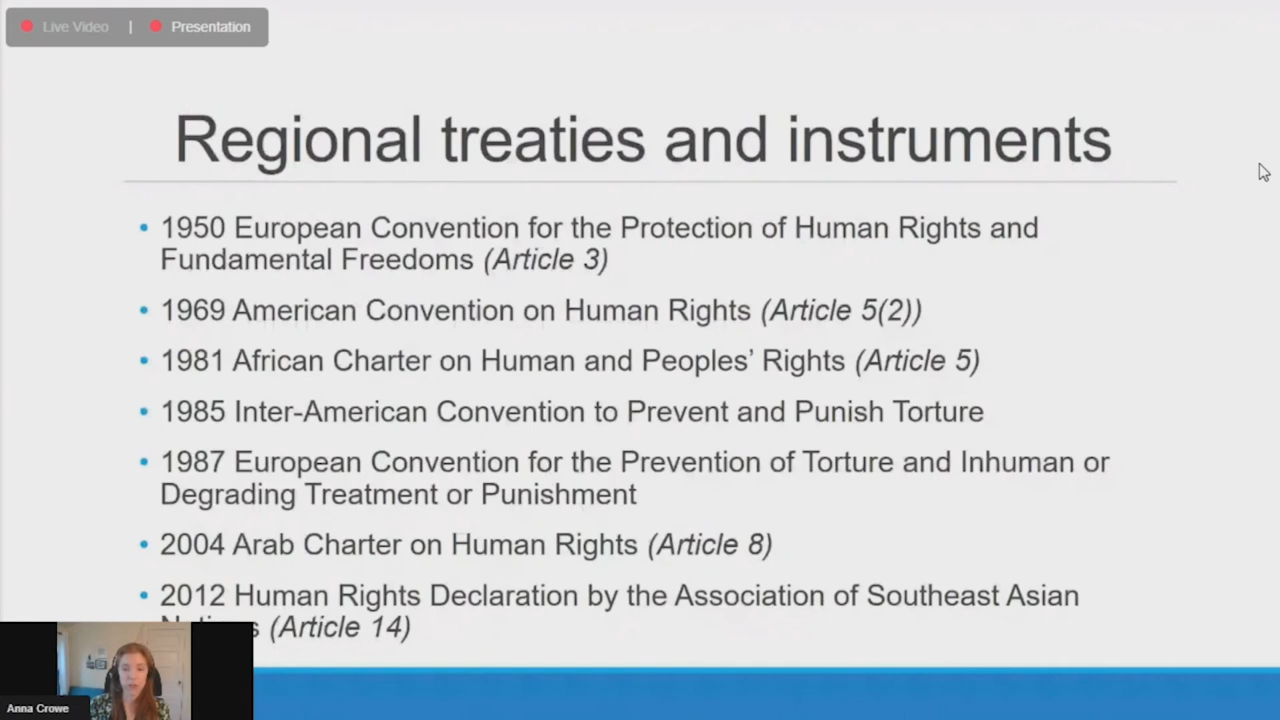 Live Video | Presentation
Regional treaties and instruments
• 1950 European Convention for the Protection of Human Rights and
Fundamental Freedoms (Article 3)
• 1969 American Convention on Human Rights (Article 5(2))
• 1981 African Charter on Human and Peoples’ Rights (Article 5)
• 1985 Inter-American Convention to Prevent and Punish Torture
• 1987 European Convention for the Prevention of Torture and Inhuman or
Degrading Treatment or Punishment
• 2004 Arab Charter on Human Rights (Article 8)
• 2012 Human Rights Declaration by the Association of Southeast Asian
(Article 14)
Anna Crowe